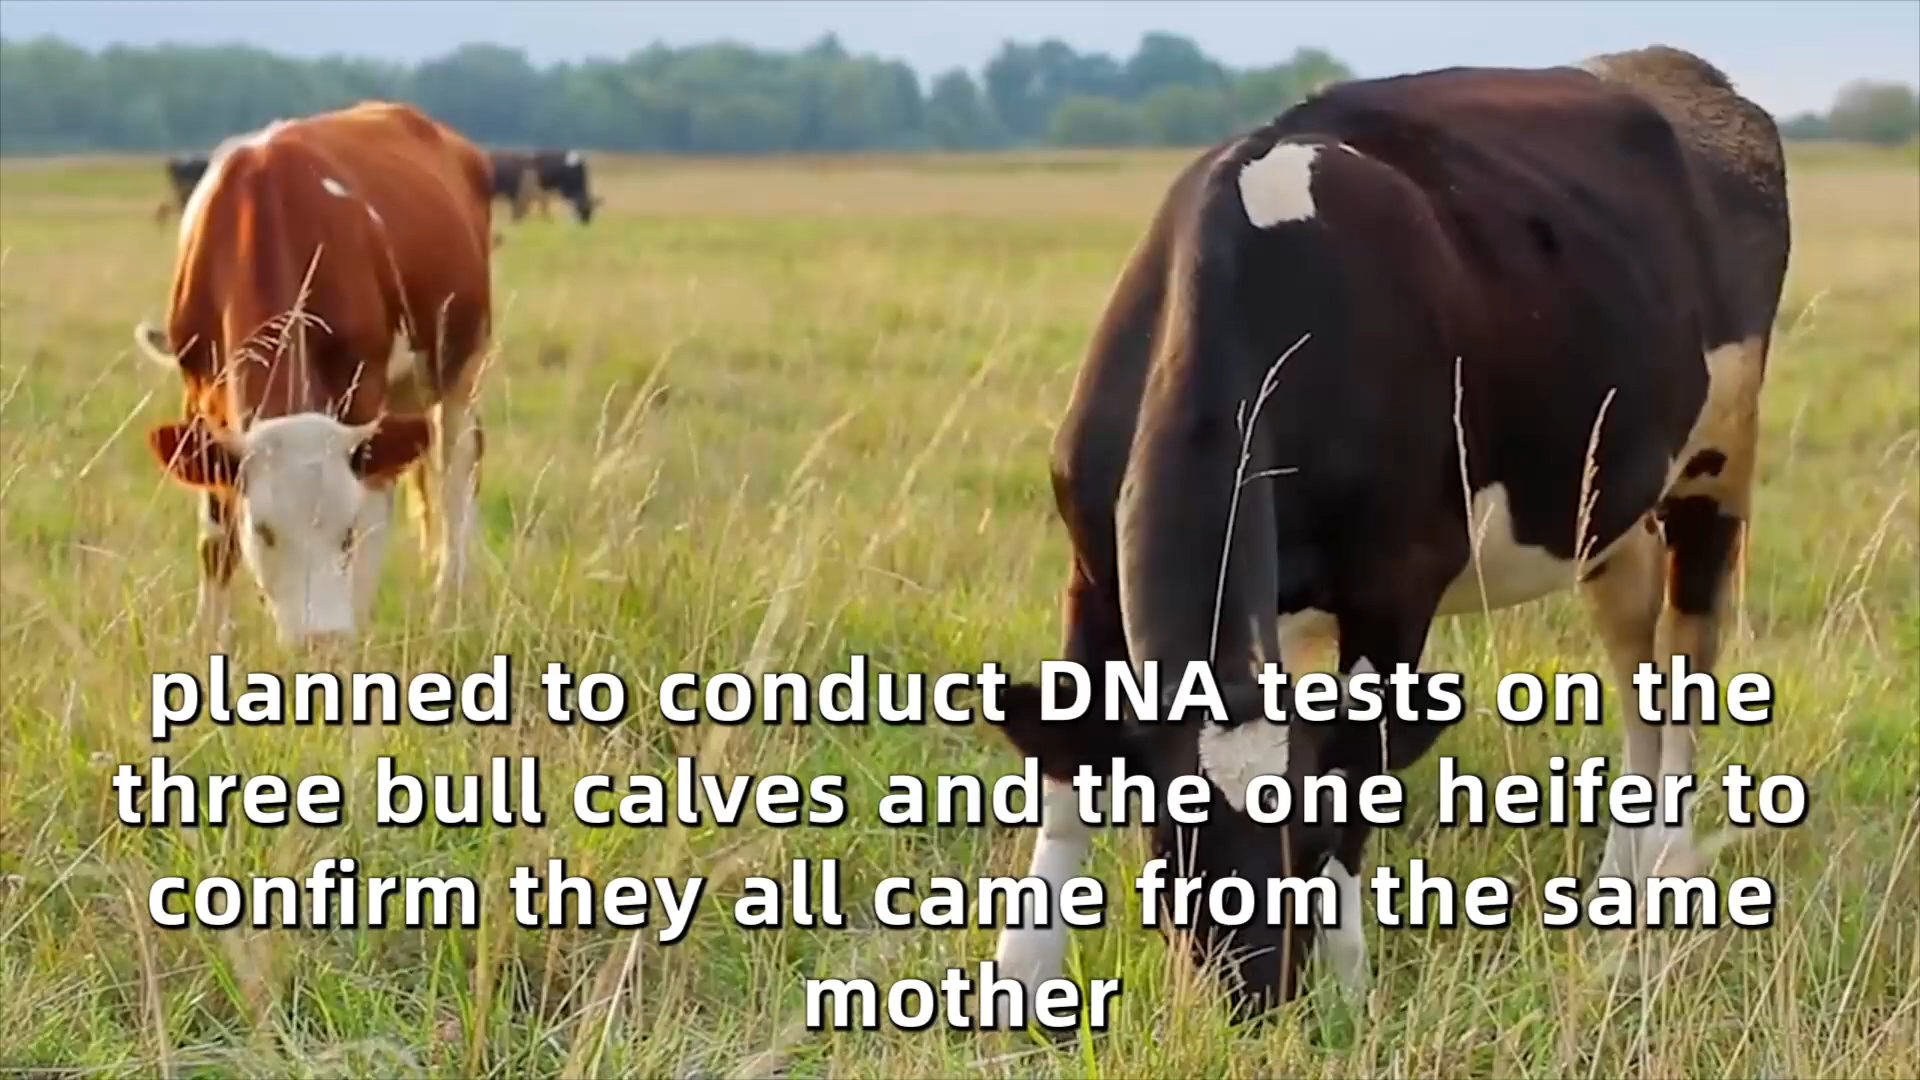 planned to conduct DNA tests on the
three bull calves and the one heifer to
confirm they all came from the same
mother